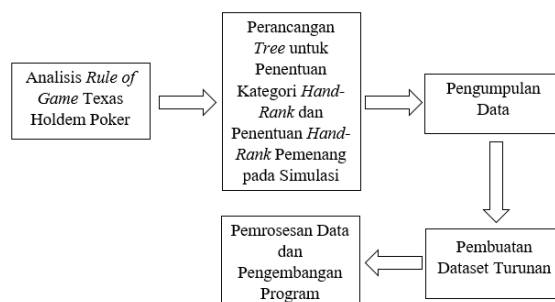 Analisis Rule of
Game Texas
Holdem Poker
Perancangan
Tree untuk
Penentuan
Kategori Hand-
Rank dan
Penentuan Hand-
Rank Pemenang
pada Simulasi
Pengumpulan
Data
Pembuatan
Dataset Turunan
Pemrosesan Data
dan
Pengembangan
Program